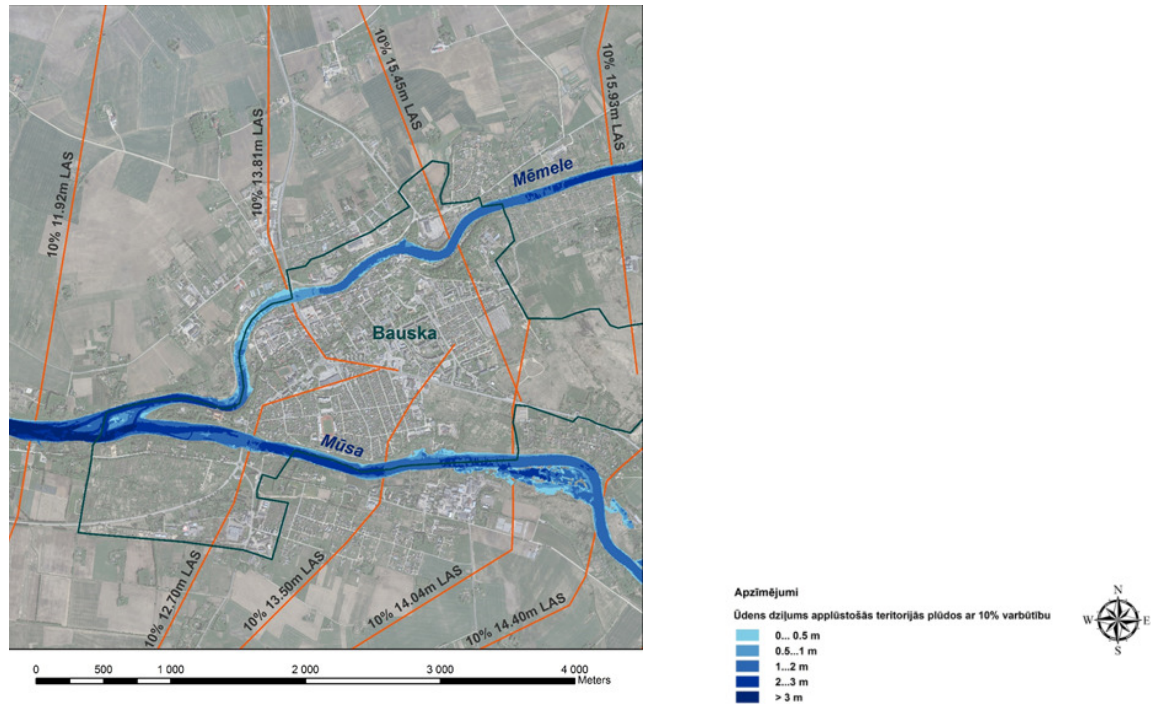 10% 15.45m LAS
10% 15.93m LAS
10% 13.81m LAS
10% 11.92m LAS
Mēmele
Bauska
Mūsa
10% 12.70m LAS
10% 13.50m LAS
10% 14.04m LAS
10% 14.40m LAS
0 500 1 000 2 000 3 000 4 000
Meters
Apzīmējumi
Ūdens dziļums applūstošās teritorijās plūdos ar 10% varbūtību
0... 0.5 m
0.5...1 m
1...2 m
2...3 m
> 3 m
N
W E
S